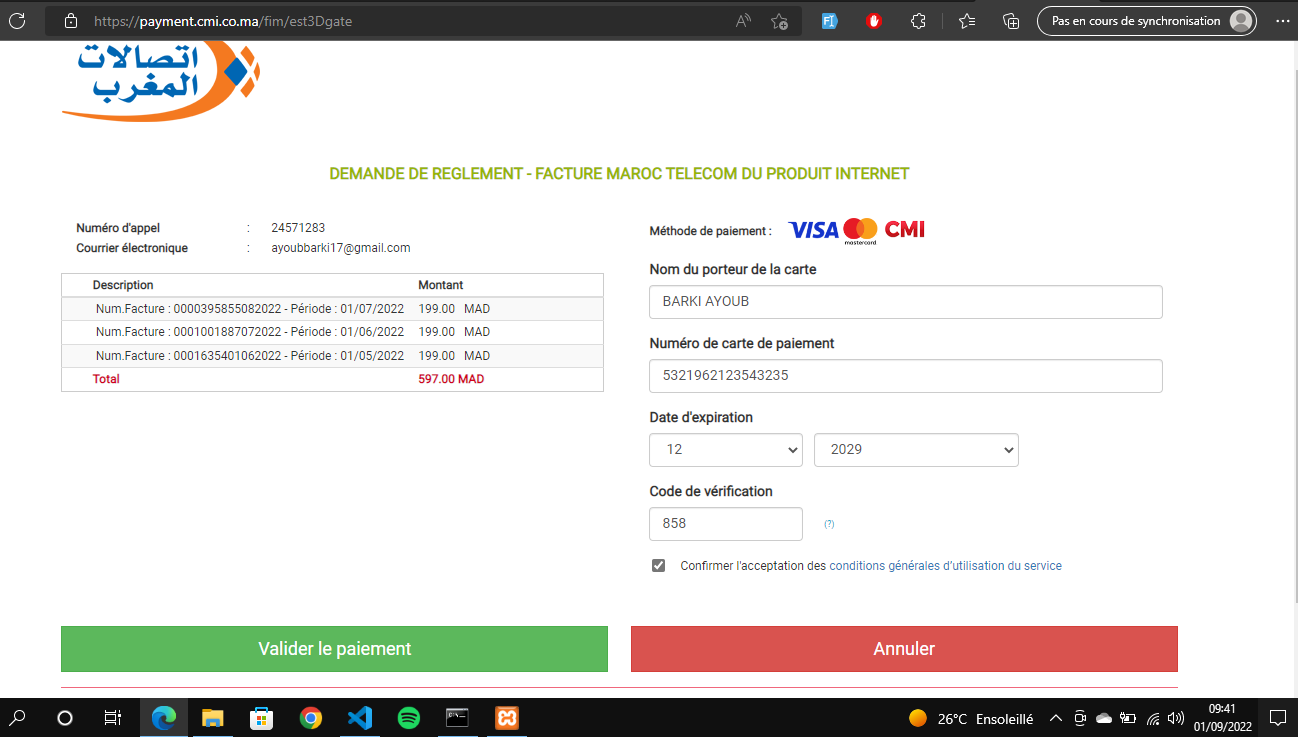 https://payment.cmi.co.ma/fim/est3Dgate
Pas en cours de synchronisation
اتصالات
المغرب
DEMANDE DE REGLEMENT - FACTURE MAROC TELECOM DU PRODUIT INTERNET
Numéro d'appel : 24571283
Courrier électronique : ayoubbarki17@gmail.com
Description Montant
Num.Facture : 0000395855082022 - Période : 01/07/2022 199.00 MAD
Num.Facture : 0001001887072022 - Période : 01/06/2022 199.00 MAD
Num.Facture : 0001635401062022 - Période : 01/05/2022 199.00 MAD
Total 597.00 MAD
Méthode de paiement : VISA mastercard CMI
Nom du porteur de la carte
BARKI AYOUB
Numéro de carte de paiement
5321962123543235
Date d'expiration
12 2029
Code de vérification
858 (?)
Confirmer l'acceptation des conditions générales d'utilisation du service
Valider le paiement Annuler
26°C Ensoleillé
09:41
01/09/2022